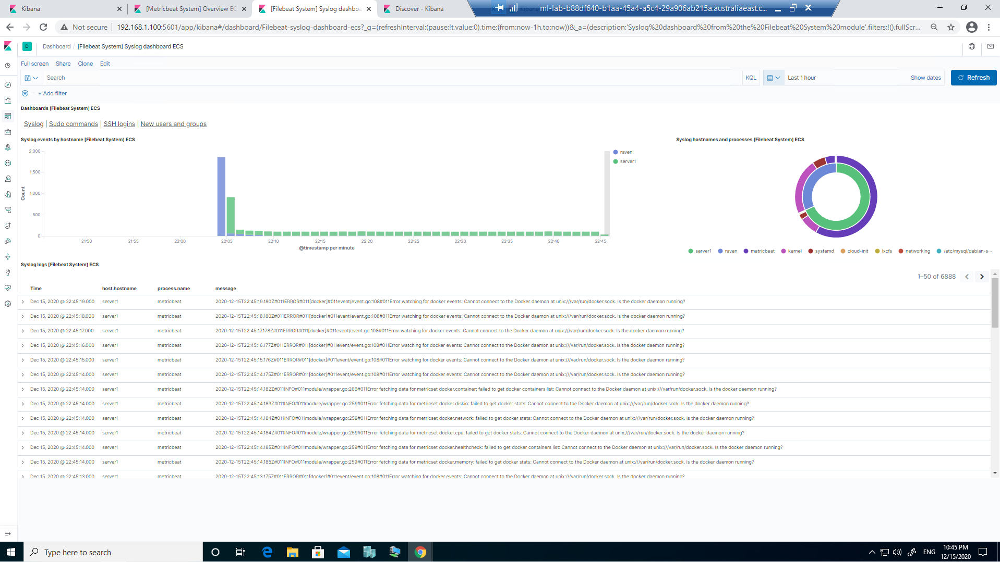 Kibana
[Metricbeat System] Overview EC
[Filebeat System] Syslog dashboa
Discover - Kibana
ml-lab-b88df640-b1aa-45a4-a5c4-29a906ab215a.australiaeast.c...
Not secure
192.168.1.100:5601/app/kibana#/dashboard/Filebeat-syslog-dashboard-ecs?_g=(refreshInterval:(pause:!t,value:0),time:(from:now-1h,to:now))&_a=(description:'Syslog%20dashboard%20from%20the%20Filebeat%20System%20module',filters:!(),fullScr...
D
Dashboard / [Filebeat System] Syslog dashboard ECS
Full screen Share Clone Edit
Search
KQL
Last 1 hour
Show dates
Refresh
+ Add filter
Dashboards [Filebeat System] ECS
Syslog | Sudo commands | SSH logins | New users and groups
Syslog events by hostname [Filebeat System] ECS
2,000
1,500
1,000
500
0
Count
21:50 21:55 22:00 22:05 22:10 22:15 22:20 22:25 22:30 22:35 22:40 22:45
@timestamp per minute
raven
server1
Syslog hostnames and processes [Filebeat System] ECS
server1 raven metricbeat kernel systemd cloud-init lxcfs networking /etc/mysql/debian-s...
Syslog logs [Filebeat System] ECS
1–50 of 6888
Time host.hostname process.name message
Dec 15, 2020 @ 22:45:19.000 server1 metricbeat 2020-12-15T22:45:19.180Z#011ERROR#011[docker]#011event/event.go:108#011Error watching for docker events: Cannot connect to the Docker daemon at unix:///var/run/docker.sock. Is the docker daemon running?
Dec 15, 2020 @ 22:45:18.000 server1 metricbeat 2020-12-15T22:45:18.180Z#011ERROR#011[docker]#011event/event.go:108#011Error watching for docker events: Cannot connect to the Docker daemon at unix:///var/run/docker.sock. Is the docker daemon running?
Dec 15, 2020 @ 22:45:17.000 server1 metricbeat 2020-12-15T22:45:17.178Z#011ERROR#011[docker]#011event/event.go:108#011Error watching for docker events: Cannot connect to the Docker daemon at unix:///var/run/docker.sock. Is the docker daemon running?
Dec 15, 2020 @ 22:45:16.000 server1 metricbeat 2020-12-15T22:45:16.177Z#011ERROR#011[docker]#011event/event.go:108#011Error watching for docker events: Cannot connect to the Docker daemon at unix:///var/run/docker.sock. Is the docker daemon running?
Dec 15, 2020 @ 22:45:15.000 server1 metricbeat 2020-12-15T22:45:15.176Z#011ERROR#011[docker]#011event/event.go:108#011Error watching for docker events: Cannot connect to the Docker daemon at unix:///var/run/docker.sock. Is the docker daemon running?
Dec 15, 2020 @ 22:45:14.000 server1 metricbeat 2020-12-15T22:45:14.175Z#011ERROR#011[docker]#011event/event.go:108#011Error watching for docker events: Cannot connect to the Docker daemon at unix:///var/run/docker.sock. Is the docker daemon running?
Dec 15, 2020 @ 22:45:14.000 server1 metricbeat 2020-12-15T22:45:14.182Z#011INFO#011module/wrapper.go:266#011Error fetching data for metricset docker.container: failed to get docker containers list: Cannot connect to the Docker daemon at unix:///var/run/docker.sock. Is the docker daemon running?
Dec 15, 2020 @ 22:45:14.000 server1 metricbeat 2020-12-15T22:45:14.183Z#011INFO#011module/wrapper.go:259#011Error fetching data for metricset docker.diskio: failed to get docker stats: Cannot connect to the Docker daemon at unix:///var/run/docker.sock. Is the docker daemon running?
Dec 15, 2020 @ 22:45:14.000 server1 metricbeat 2020-12-15T22:45:14.184Z#011INFO#011module/wrapper.go:259#011Error fetching data for metricset docker.network: failed to get docker stats: Cannot connect to the Docker daemon at unix:///var/run/docker.sock. Is the docker daemon running?
Dec 15, 2020 @ 22:45:14.000 server1 metricbeat 2020-12-15T22:45:14.184Z#011INFO#011module/wrapper.go:259#011Error fetching data for metricset docker.cpu: failed to get docker stats: Cannot connect to the Docker daemon at unix:///var/run/docker.sock. Is the docker daemon running?
Dec 15, 2020 @ 22:45:14.000 server1 metricbeat 2020-12-15T22:45:14.185Z#011INFO#011module/wrapper.go:259#011Error fetching data for metricset docker.healthcheck: failed to get docker containers list: Cannot connect to the Docker daemon at unix:///var/run/docker.sock. Is the docker daemon running?
Dec 15, 2020 @ 22:45:14.000 server1 metricbeat 2020-12-15T22:45:14.185Z#011INFO#011module/wrapper.go:259#011Error fetching data for metricset docker.memory: failed to get docker stats: Cannot connect to the Docker daemon at unix:///var/run/docker.sock. Is the docker daemon running?
Dec 15, 2020 @ 22:45:13.000 server1 metricbeat 2020-12-15T22:45:13.175Z#011ERROR#011[docker]#011event/event.go:108#011Error watching for docker events: Cannot connect to the Docker daemon at unix:///var/run/docker.sock. Is the docker daemon running?
Type here to search
ENG
10:45 PM
12/15/2020